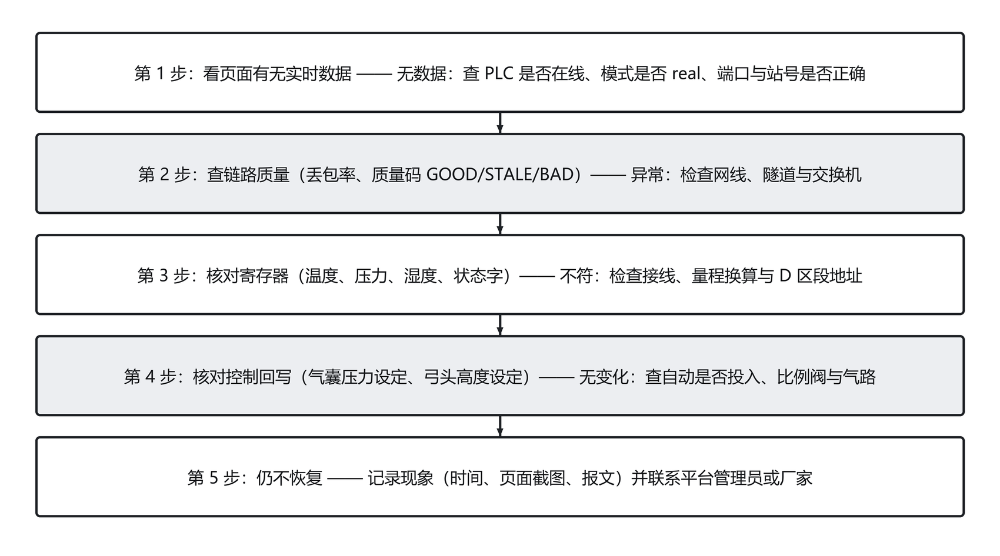 第 1 步：看页面有无实时数据 —— 无数据：查 PLC 是否在线、模式是否 real、端口与站号是否正确
第 2 步：查链路质量（丢包率、质量码 GOOD/STALE/BAD）—— 异常：检查网线、隧道与交换机
第 3 步：核对寄存器（温度、压力、湿度、状态字）—— 不符：检查接线、量程换算与 D 区段地址
第 4 步：核对控制回写（气囊压力设定、弓头高度设定）—— 无变化：查自动是否投入、比例阀与气路
第 5 步：仍不恢复 —— 记录现象（时间、页面截图、报文）并联系平台管理员或厂家